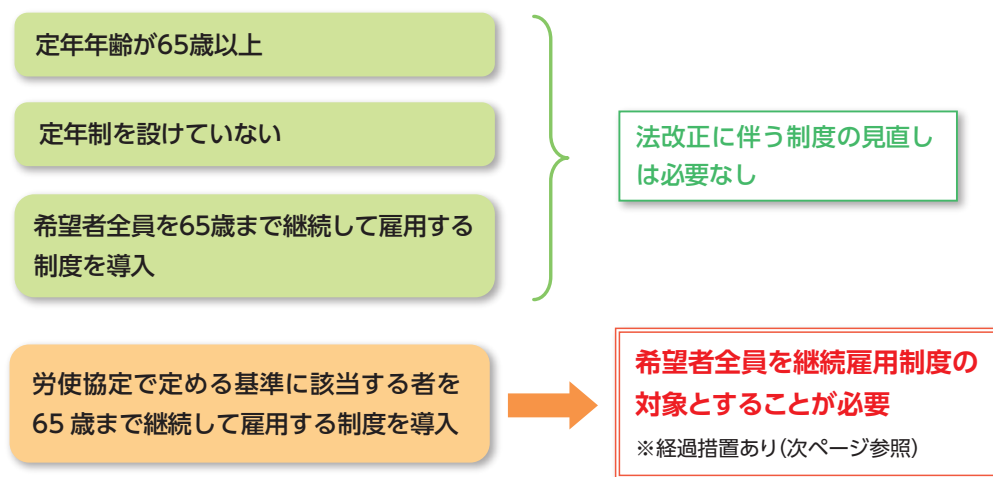 定年年齢が65歳以上
定年制を設けていない
希望者全員を65歳まで継続して雇用する
制度を導入
法改正に伴う制度の見直し
は必要なし
労使協定で定める基準に該当する者を
65歳まで継続して雇用する制度を導入
希望者全員を継続雇用制度の
対象とすることが必要
※経過措置あり(次ページ参照)